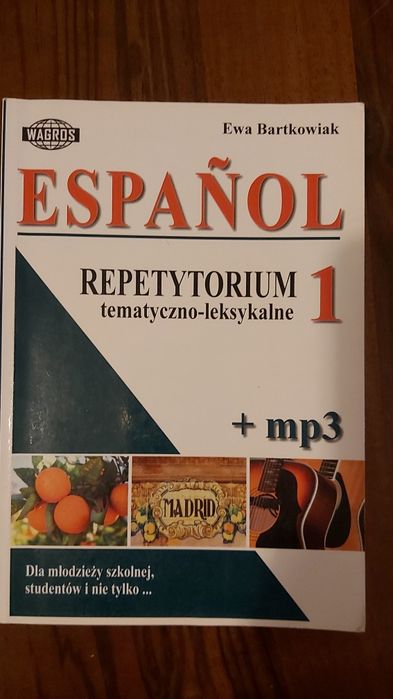 WAGROS
Ewa Bartkowiak
ESPAÑOL
REPETYTORIUM 1
tematyczno-leksykalne
+ mp3
MADRID
Dla młodzieży szkolnej,
studentów i nie tylko ...